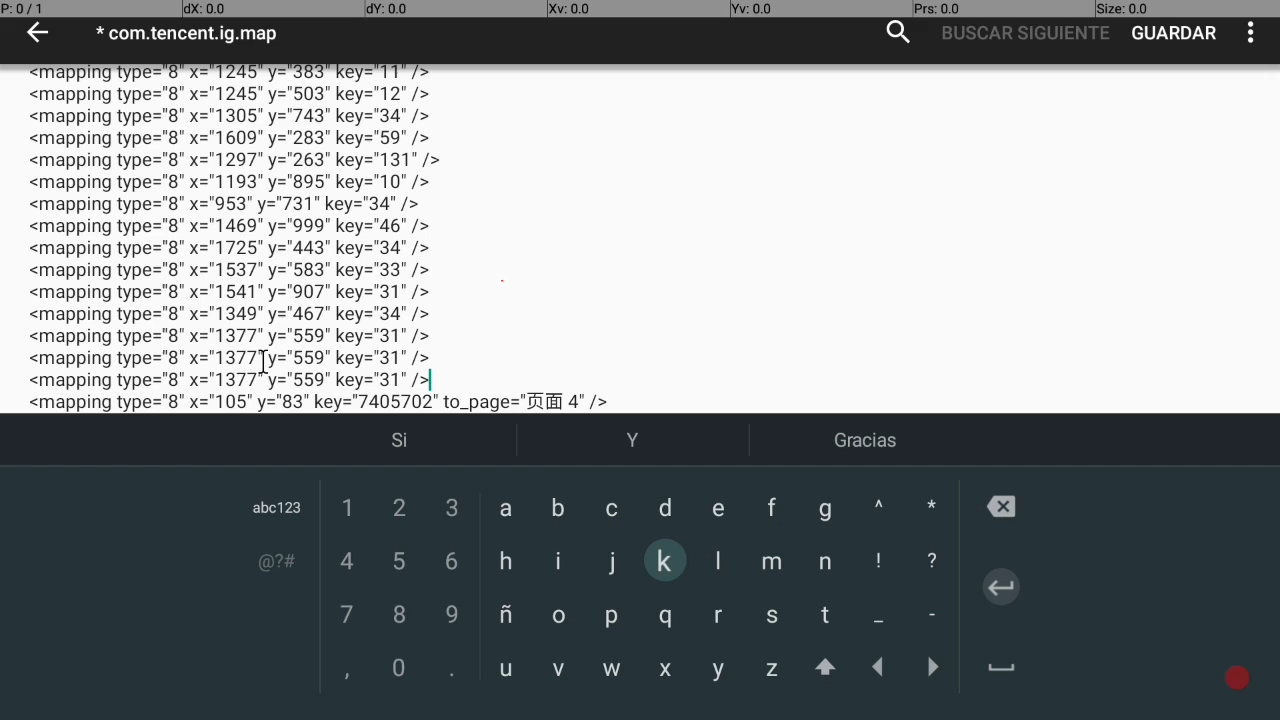 P: 0 / 1 dX: 0.0 dY: 0.0 Xv: 0.0 Yv: 0.0 Prs: 0.0 Size: 0.0
* com.tencent.ig.map BUSCAR SIGUIENTE GUARDAR
<mapping type="8" x="1245" y="383" key="11" />
<mapping type="8" x="1245" y="503" key="12" />
<mapping type="8" x="1305" y="743" key="34" />
<mapping type="8" x="1609" y="283" key="59" />
<mapping type="8" x="1297" y="263" key="131" />
<mapping type="8" x="1193" y="895" key="10" />
<mapping type="8" x="953" y="731" key="34" />
<mapping type="8" x="1469" y="999" key="46" />
<mapping type="8" x="1725" y="443" key="34" />
<mapping type="8" x="1537" y="583" key="33" />
<mapping type="8" x="1541" y="907" key="31" />
<mapping type="8" x="1349" y="467" key="34" />
<mapping type="8" x="1377" y="559" key="31" />
<mapping type="8" x="1377" y="559" key="31" />
<mapping type="8" x="1377" y="559" key="31" />
<mapping type="8" x="105" y="83" key="7405702" to_page="页面 4" />
Si Y Gracias
abc123 1 2 3 a b c d e f g ^ *
@?# 4 5 6 h i j k l m n ! ?
7 8 9 ñ o p q r s t _ -
, 0 . u v w x y z